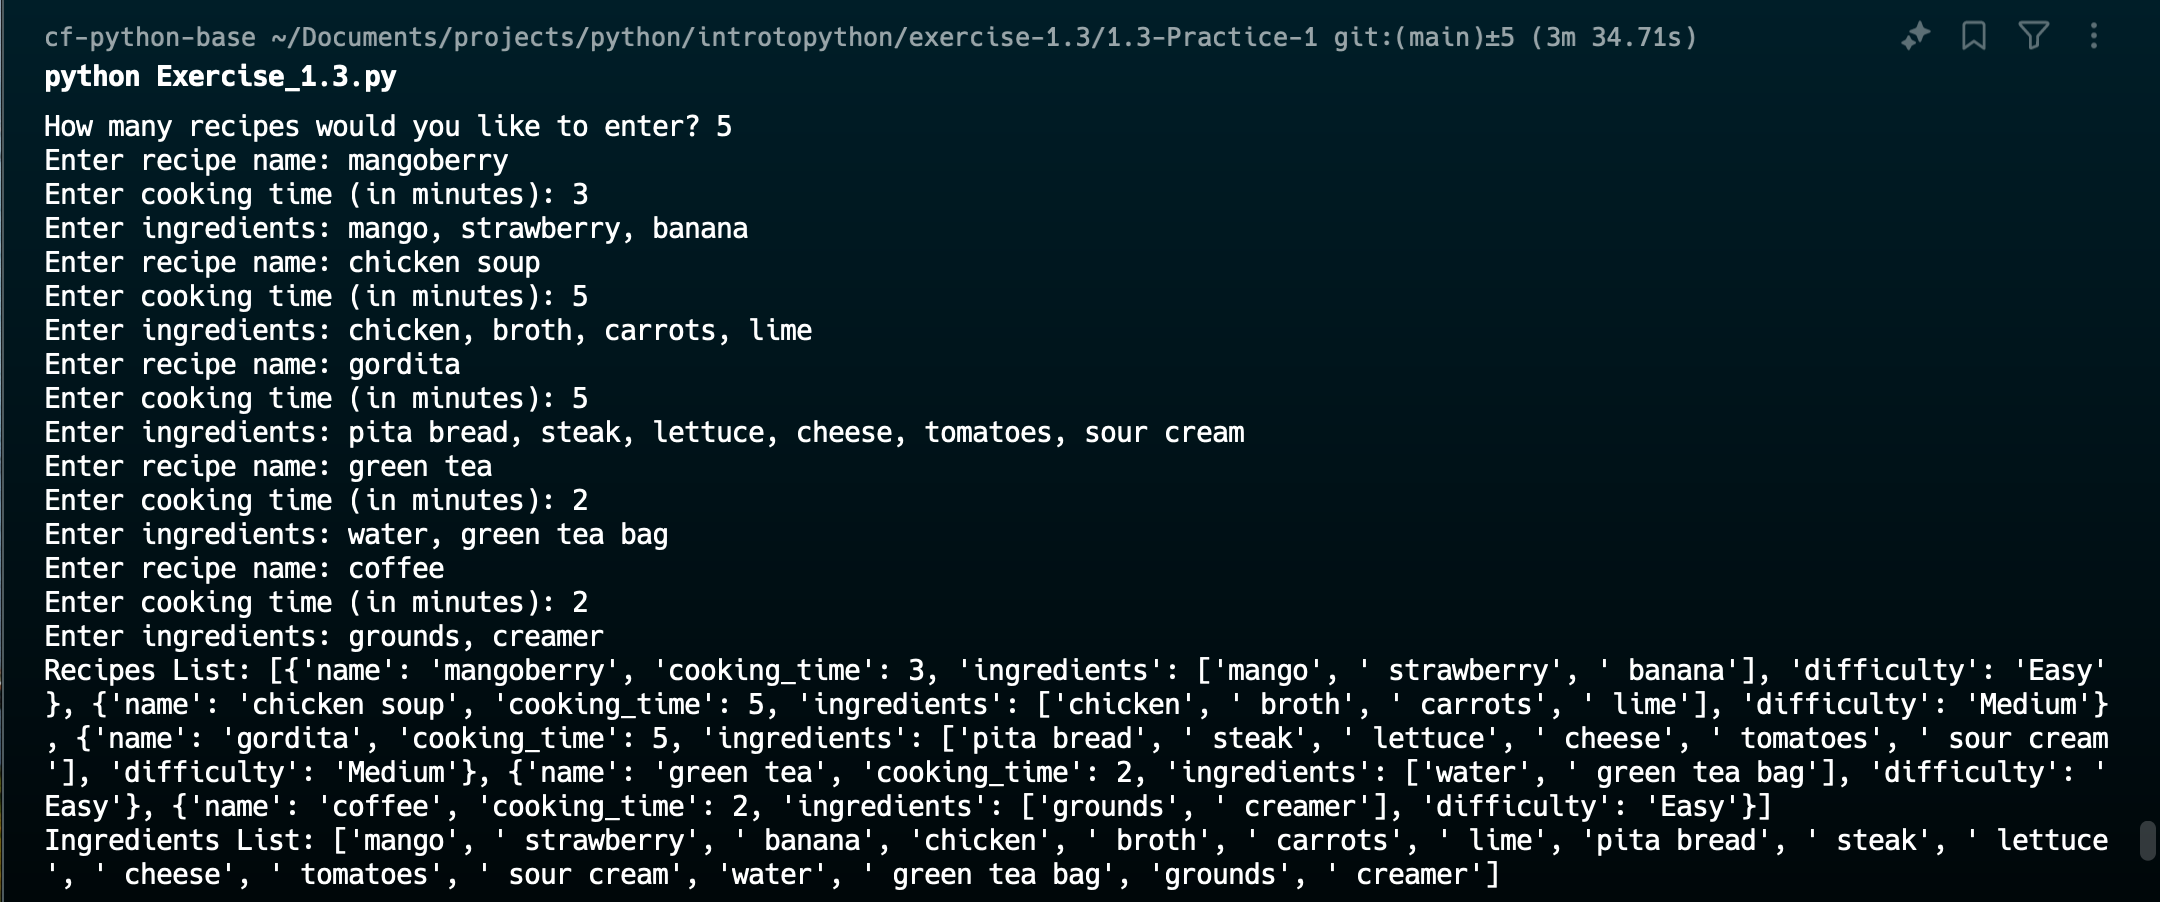 cf-python-base ~/Documents/projects/python/introtopython/exercise-1.3/1.3-Practice-1 git:(main)±5 (3m 34.71s)
python Exercise_1.3.py
How many recipes would you like to enter? 5
Enter recipe name: mangoberry
Enter cooking time (in minutes): 3
Enter ingredients: mango, strawberry, banana
Enter recipe name: chicken soup
Enter cooking time (in minutes): 5
Enter ingredients: chicken, broth, carrots, lime
Enter recipe name: gordita
Enter cooking time (in minutes): 5
Enter ingredients: pita bread, steak, lettuce, cheese, tomatoes, sour cream
Enter recipe name: green tea
Enter cooking time (in minutes): 2
Enter ingredients: water, green tea bag
Enter recipe name: coffee
Enter cooking time (in minutes): 2
Enter ingredients: grounds, creamer
Recipes List: [{'name': 'mangoberry', 'cooking_time': 3, 'ingredients': ['mango', ' strawberry', ' banana'], 'difficulty': 'Easy'
}, {'name': 'chicken soup', 'cooking_time': 5, 'ingredients': ['chicken', ' broth', ' carrots', ' lime'], 'difficulty': 'Medium'}
, {'name': 'gordita', 'cooking_time': 5, 'ingredients': ['pita bread', ' steak', ' lettuce', ' cheese', ' tomatoes', ' sour cream
'], 'difficulty': 'Medium'}, {'name': 'green tea', 'cooking_time': 2, 'ingredients': ['water', ' green tea bag'], 'difficulty': '
Easy'}, {'name': 'coffee', 'cooking_time': 2, 'ingredients': ['grounds', ' creamer'], 'difficulty': 'Easy'}]
Ingredients List: ['mango', ' strawberry', ' banana', 'chicken', ' broth', ' carrots', ' lime', 'pita bread', ' steak', ' lettuce
', ' cheese', ' tomatoes', ' sour cream', 'water', ' green tea bag', 'grounds', ' creamer']